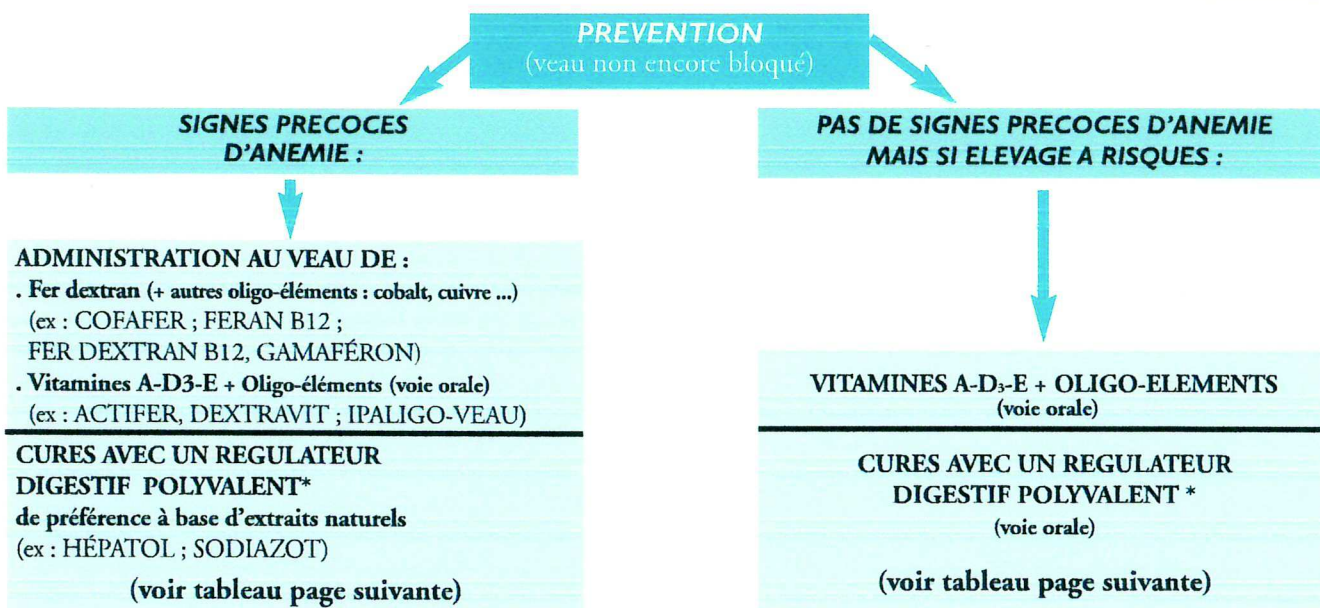 PREVENTION
(veau non encore bloqué)
SIGNES PRECOCES
D'ANEMIE :
ADMINISTRATION AU VEAU DE :
. Fer dextran (+ autres oligo-éléments : cobalt, cuivre ...)
(ex : COFAFER ; FERAN B12 ;
FER DEXTRAN B12, GAMAFÉRON)
. Vitamines A-D3-E + Oligo-éléments (voie orale)
(ex : ACTIFER, DEXTRAVIT ; IPALIGO-VEAU)
CURES AVEC UN REGULATEUR
DIGESTIF POLYVALENT*
de préférence à base d'extraits naturels
(ex : HÉPATOL ; SODIAZOT)
(voir tableau page suivante)
PAS DE SIGNES PRECOCES D'ANEMIE
MAIS SI ELEVAGE A RISQUES :
VITAMINES A-D₃-E + OLIGO-ELEMENTS
(voie orale)
CURES AVEC UN REGULATEUR
DIGESTIF POLYVALENT *
(voie orale)
(voir tableau page suivante)